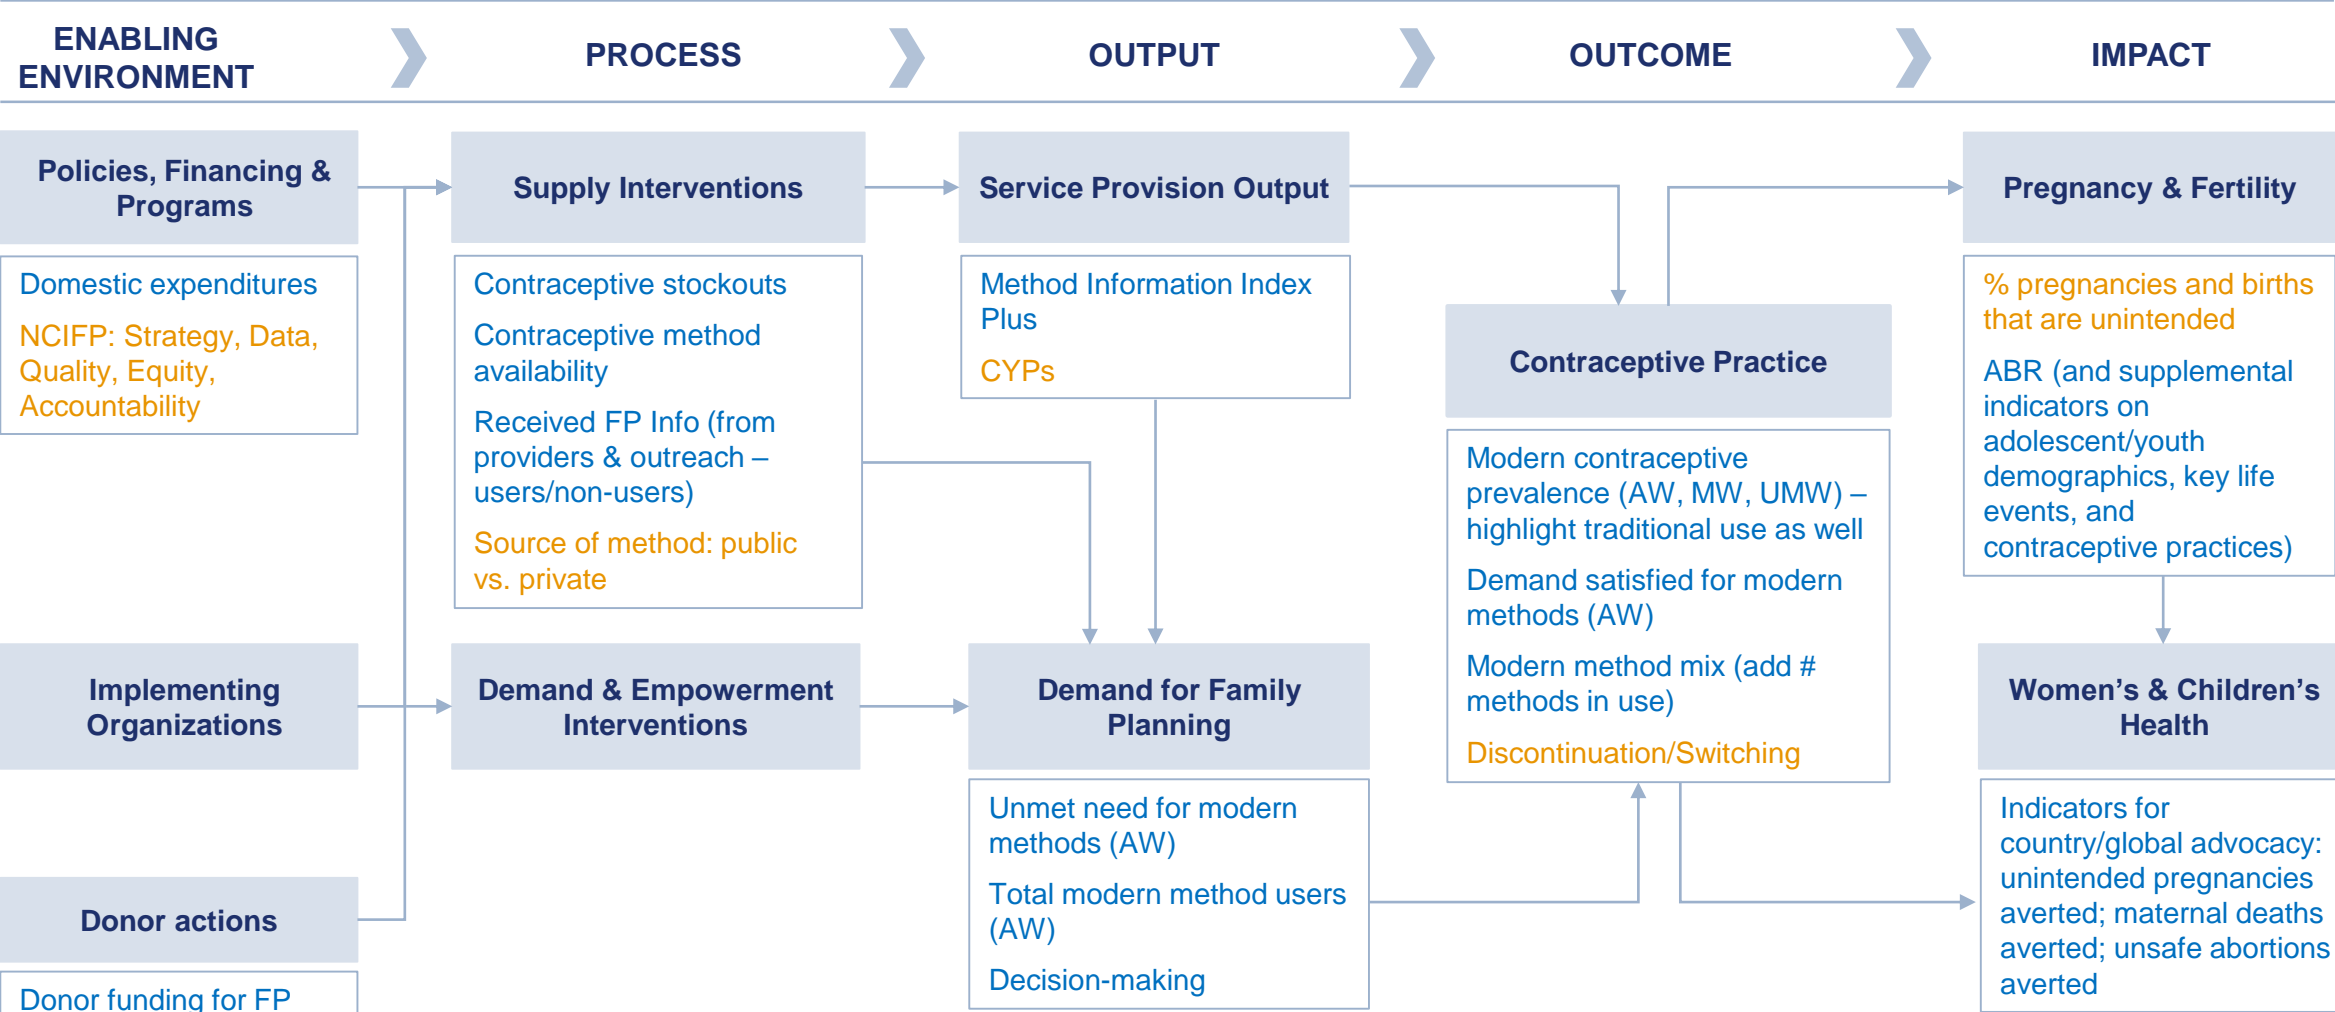 ENABLING
ENVIRONMENT
PROCESS
OUTPUT
OUTCOME
IMPACT
Policies, Financing &
Programs
Domestic expenditures
NCIFP: Strategy, Data,
Quality, Equity,
Accountability
Implementing
Organizations
Donor actions
Donor funding for FP
Supply Interventions
Contraceptive stockouts
Contraceptive method
availability
Received FP Info (from
providers & outreach –
users/non-users)
Source of method: public
vs. private
Demand & Empowerment
Interventions
Service Provision Output
Method Information Index
Plus
CYPs
Demand for Family
Planning
Unmet need for modern
methods (AW)
Total modern method users
(AW)
Decision-making
Contraceptive Practice
Modern contraceptive
prevalence (AW, MW, UMW) –
highlight traditional use as well
Demand satisfied for modern
methods (AW)
Modern method mix (add #
methods in use)
Discontinuation/Switching
Pregnancy & Fertility
% pregnancies and births
that are unintended
ABR (and supplemental
indicators on
adolescent/youth
demographics, key life
events, and
contraceptive practices)
Women’s & Children’s
Health
Indicators for
country/global advocacy:
unintended pregnancies
averted; maternal deaths
averted; unsafe abortions
averted